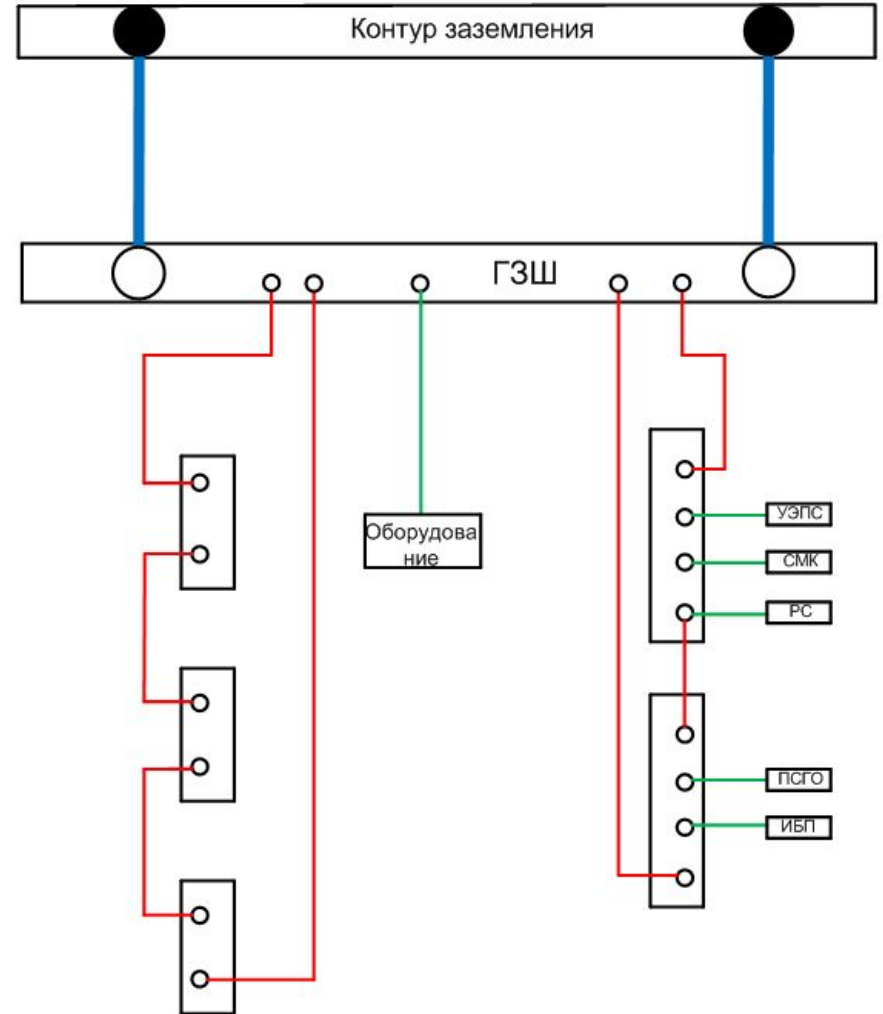 Контур заземления
ГЗШ
Оборудова
ние
УЭПС
СМК
РС
ПСГО
ИБП